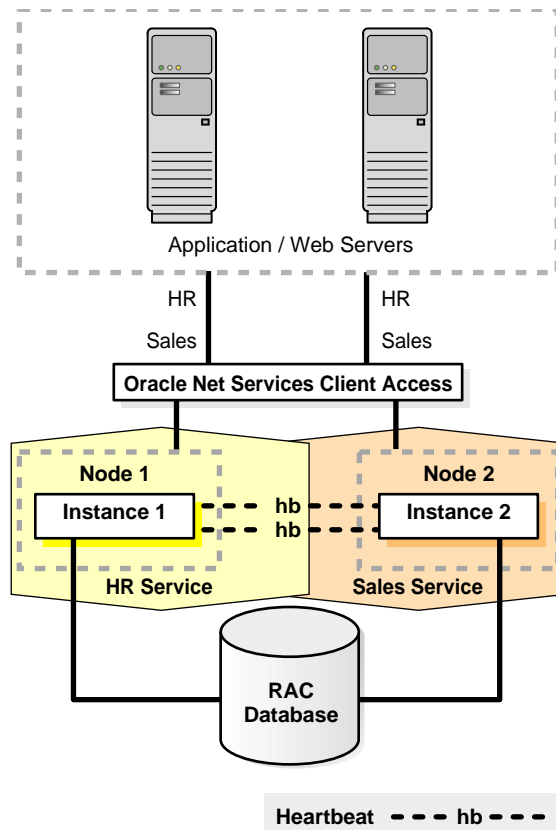 Application / Web Servers
HR
HR
Sales
Sales
Oracle Net Services Client Access
Node 1
Node 2
Instance 1
hb
Instance 2
hb
HR Service
Sales Service
RAC
Database
Heartbeat
hb